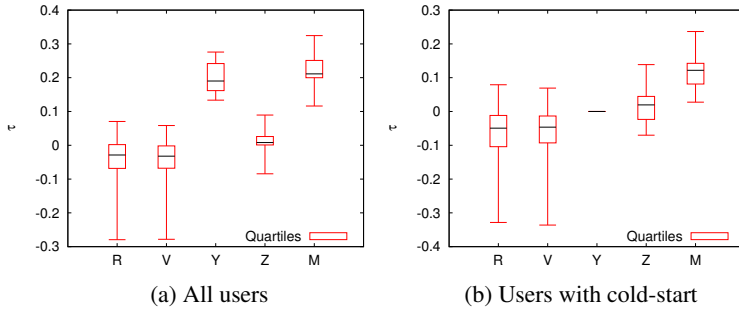 0.4
0.3
0.2
0.1
0
-0.1
-0.2
-0.3
τ
R V Y Z M
Quartiles
(a) All users
0.3
0.2
0.1
0
-0.1
-0.2
-0.3
-0.4
τ
R V Y Z M
Quartiles
(b) Users with cold-start